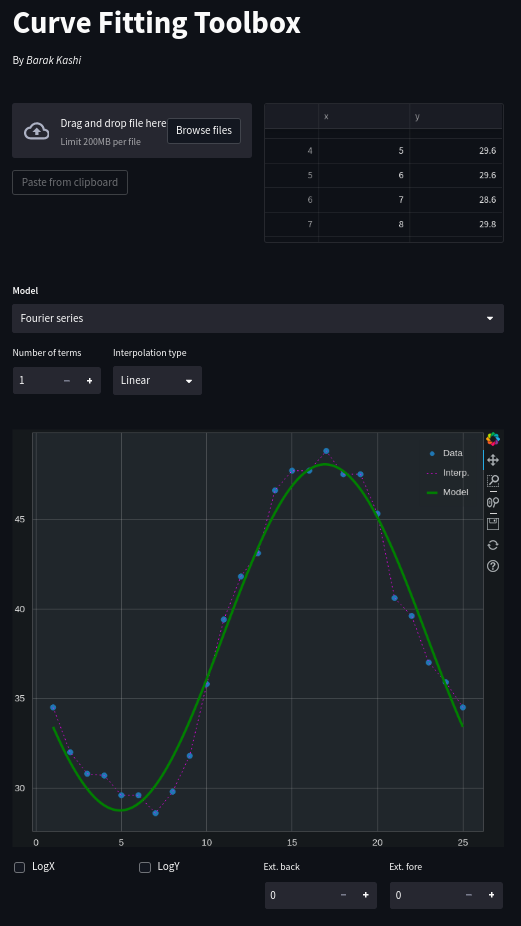 Curve Fitting Toolbox
By Barak Kashi
Drag and drop file here
Limit 200MB per file
Browse files
Paste from clipboard
x y
4 5 29.6
5 6 29.6
6 7 28.6
7 8 29.8
Model
Fourier series
Number of terms Interpolation type
1 − + Linear
Data
Interp.
Model
45
40
35
30
0 5 10 15 20 25
LogX LogY Ext. back Ext. fore
0 − + 0 − +